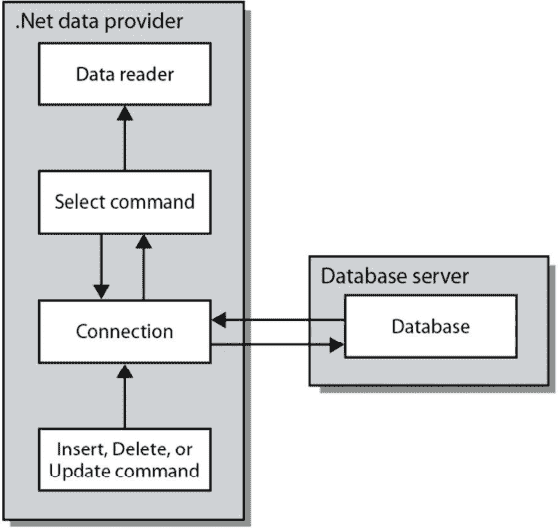 .Net data provider
Data reader
Select command
Connection
Insert, Delete, or
Update command
Database server
Database